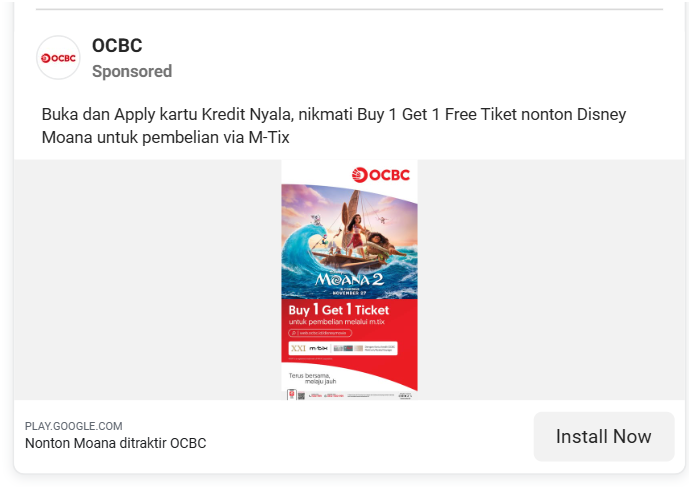 OCBC
OCBC
Sponsored
Buka dan Apply kartu Kredit Nyala, nikmati Buy 1 Get 1 Free Tiket nonton Disney
Moana untuk pembelian via M-Tix
OCBC
MOANA 2
NOVEMBER 27
Buy 1 Get 1 Ticket
untuk pembelian melalui m.tix
XXI m·tix
Terus bersama,
melaju jauh
PLAY.GOOGLE.COM
Nonton Moana ditraktir OCBC
Install Now